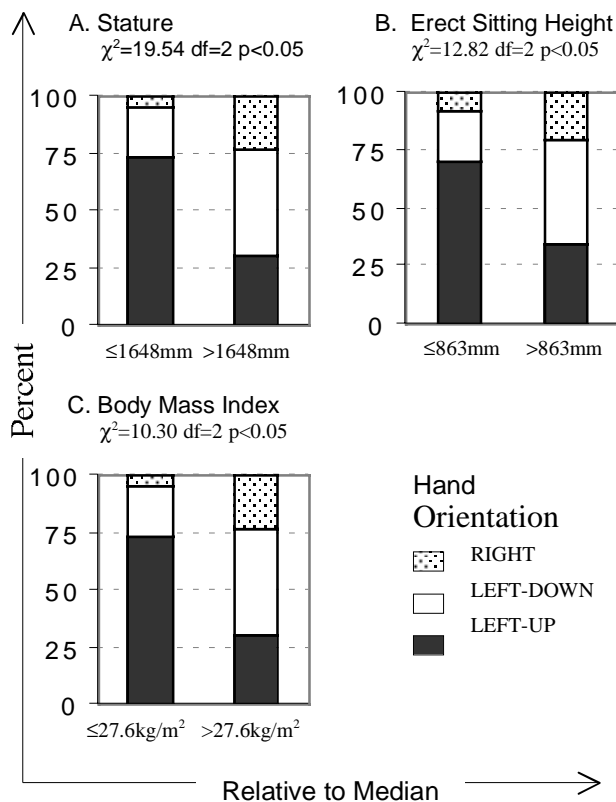 A. Stature
χ²=19.54 df=2 p<0.05
100
75
50
25
0
≤1648mm >1648mm
B. Erect Sitting Height
χ²=12.82 df=2 p<0.05
100
75
50
25
0
≤863mm >863mm
C. Body Mass Index
χ²=10.30 df=2 p<0.05
100
75
50
25
0
≤27.6kg/m² >27.6kg/m²
Hand
Orientation
RIGHT
LEFT-DOWN
LEFT-UP
Percent
Relative to Median